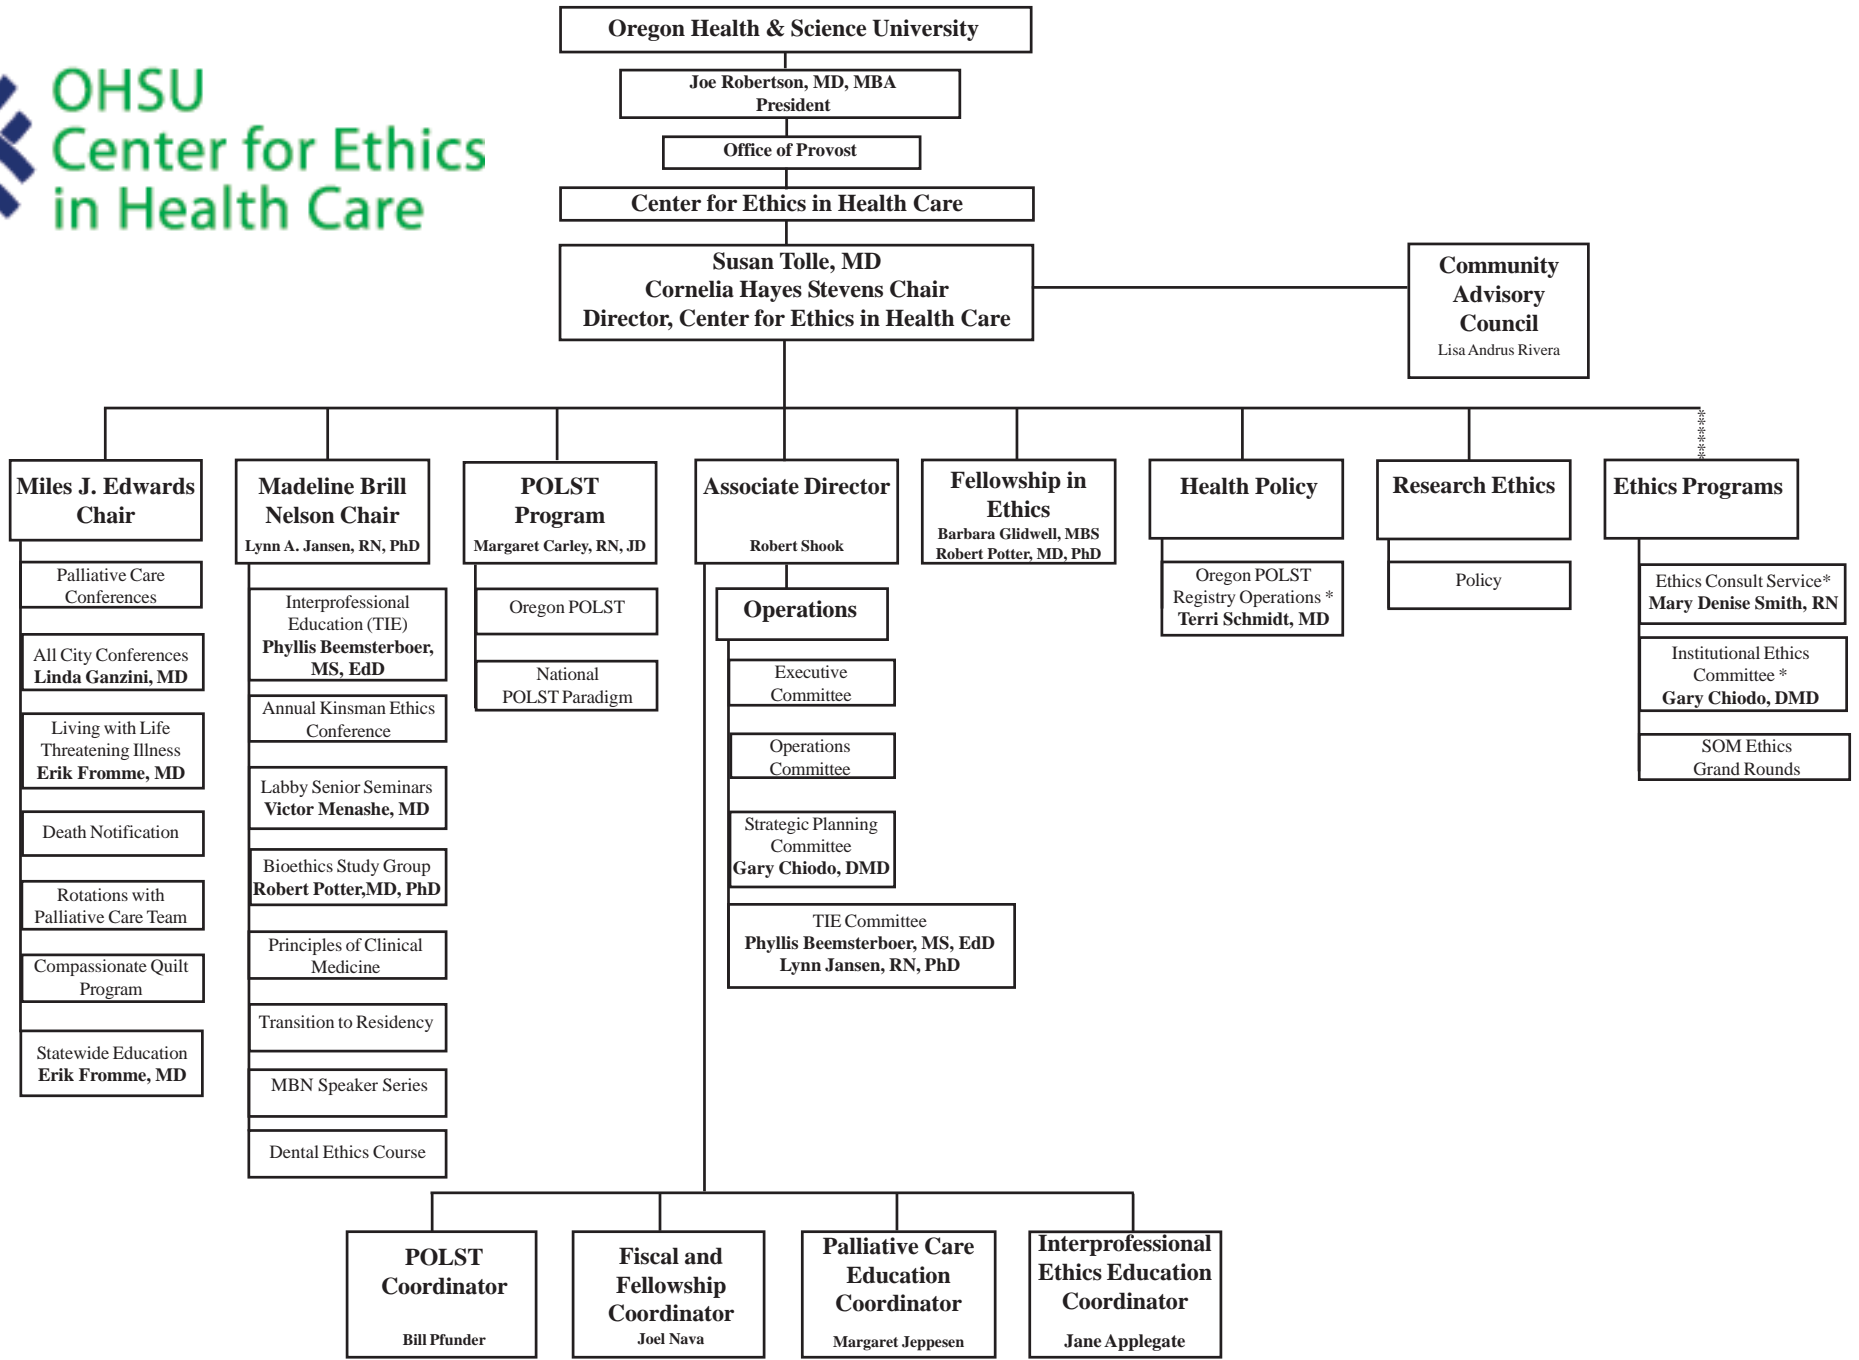 OHSU
Center for Ethics
in Health Care
Oregon Health & Science University
Joe Robertson, MD, MBA
President
Office of Provost
Center for Ethics in Health Care
Susan Tolle, MD
Cornelia Hayes Stevens Chair
Director, Center for Ethics in Health Care
Community
Advisory
Council
Lisa Andrus Rivera
******
Miles J. Edwards
Chair
Palliative Care
Conferences
All City Conferences
Linda Ganzini, MD
Living with Life
Threatening Illness
Erik Fromme, MD
Death Notification
Rotations with
Palliative Care Team
Compassionate Quilt
Program
Statewide Education
Erik Fromme, MD
Madeline Brill
Nelson Chair
Lynn A. Jansen, RN, PhD
Interprofessional
Education (TIE)
Phyllis Beemsterboer,
MS, EdD
Annual Kinsman Ethics
Conference
Labby Senior Seminars
Victor Menashe, MD
Bioethics Study Group
Robert Potter,MD, PhD
Principles of Clinical
Medicine
Transition to Residency
MBN Speaker Series
Dental Ethics Course
POLST
Program
Margaret Carley, RN, JD
Oregon POLST
National
POLST Paradigm
Associate Director
Robert Shook
Operations
Executive
Committee
Operations
Committee
Strategic Planning
Committee
Gary Chiodo, DMD
TIE Committee
Phyllis Beemsterboer, MS, EdD
Lynn Jansen, RN, PhD
Fellowship in
Ethics
Barbara Glidwell, MBS
Robert Potter, MD, PhD
Health Policy
Oregon POLST
Registry Operations *
Terri Schmidt, MD
Research Ethics
Policy
Ethics Programs
Ethics Consult Service*
Mary Denise Smith, RN
Institutional Ethics
Committee *
Gary Chiodo, DMD
SOM Ethics
Grand Rounds
POLST
Coordinator
Bill Pfunder
Fiscal and
Fellowship
Coordinator
Joel Nava
Palliative Care
Education
Coordinator
Margaret Jeppesen
Interprofessional
Ethics Education
Coordinator
Jane Applegate